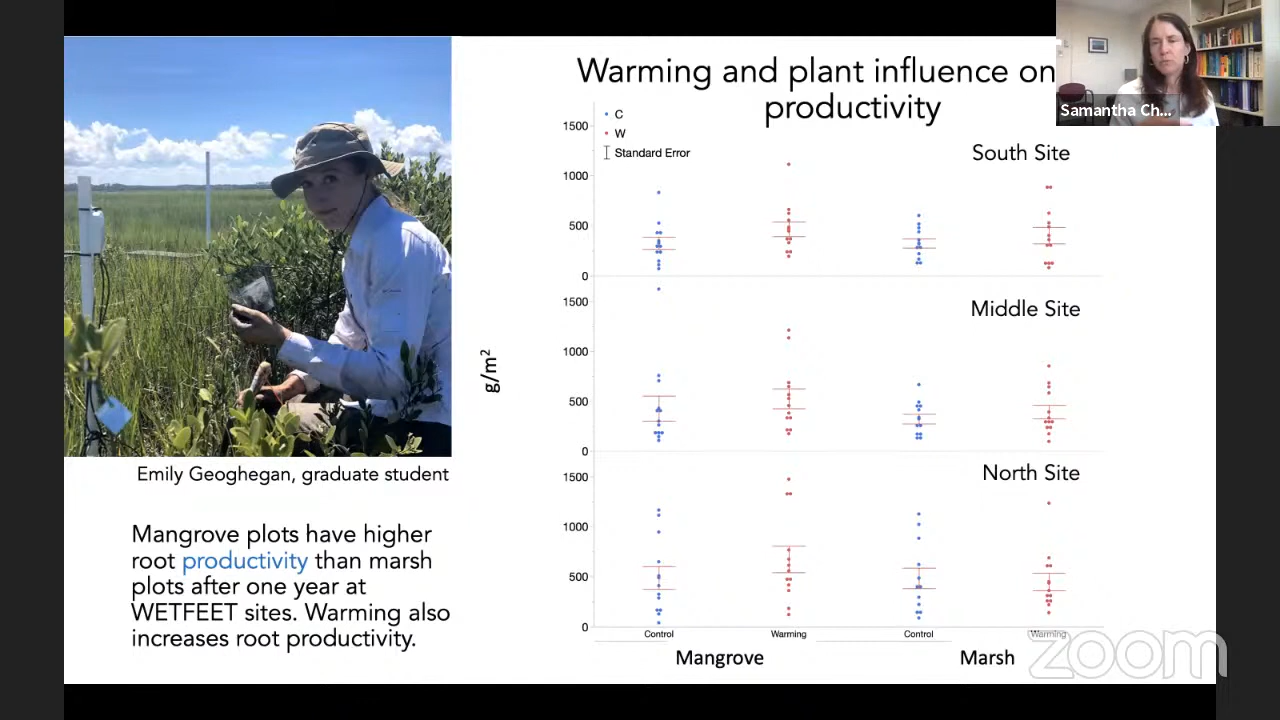 Warming and plant influence on
productivity
Samantha Ch...
C
W
Standard Error
South Site
1500
1000
500
0
Middle Site
1500
1000
500
0
North Site
1500
1000
500
0
g/m²
Control
Warming
Control
Warming
Mangrove
Marsh
Emily Geoghegan, graduate student
Mangrove plots have higher
root productivity than marsh
plots after one year at
WETFEET sites. Warming also
increases root productivity.
zoom